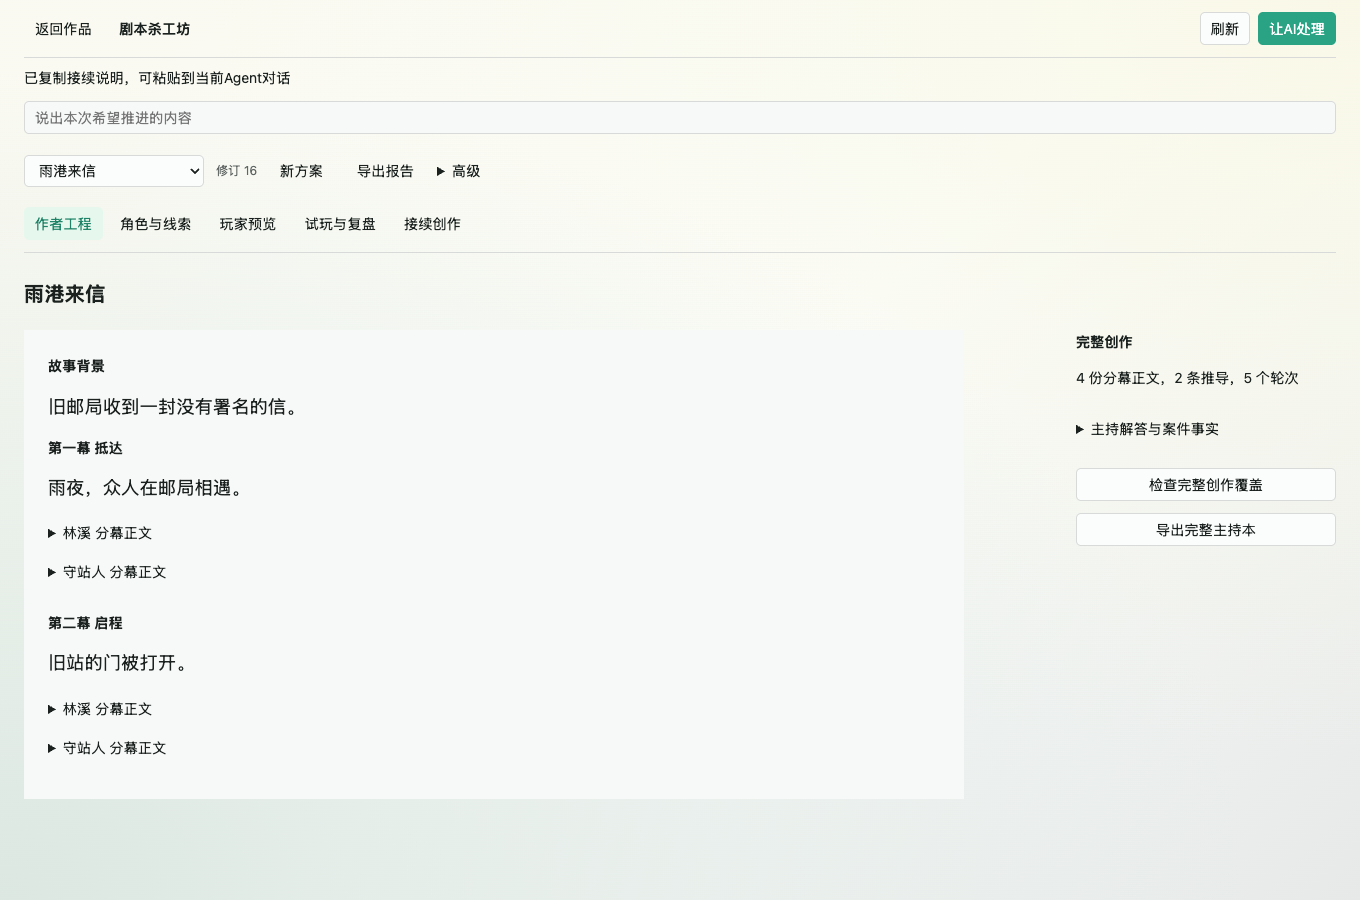 返回作品 剧本杀工坊 刷新 让AI处理
已复制接续说明，可粘贴到当前Agent对话
说出本次希望推进的内容
雨港来信 修订 16 新方案 导出报告 ▶ 高级
作者工程 角色与线索 玩家预览 试玩与复盘 接续创作
雨港来信
故事背景
旧邮局收到一封没有署名的信。
第一幕 抵达
雨夜，众人在邮局相遇。
▶ 林溪 分幕正文
▶ 守站人 分幕正文
第二幕 启程
旧站的门被打开。
▶ 林溪 分幕正文
▶ 守站人 分幕正文
完整创作
4 份分幕正文，2 条推导，5 个轮次
▶ 主持解答与案件事实
检查完整创作覆盖
导出完整主持本